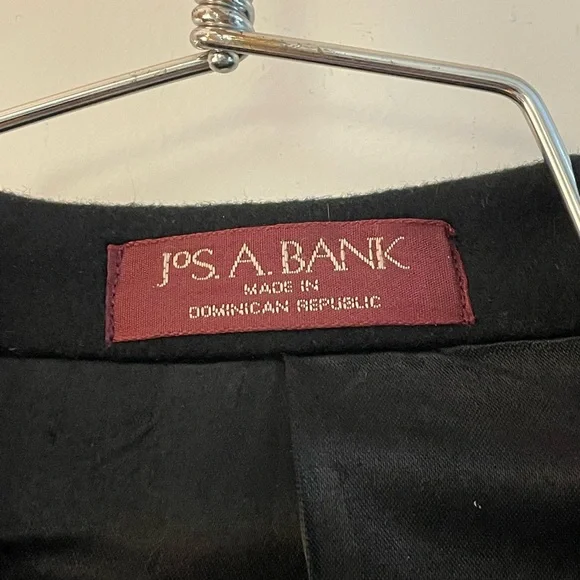 JOS. A. BANK
MADE IN
DOMINICAN REPUBLIC